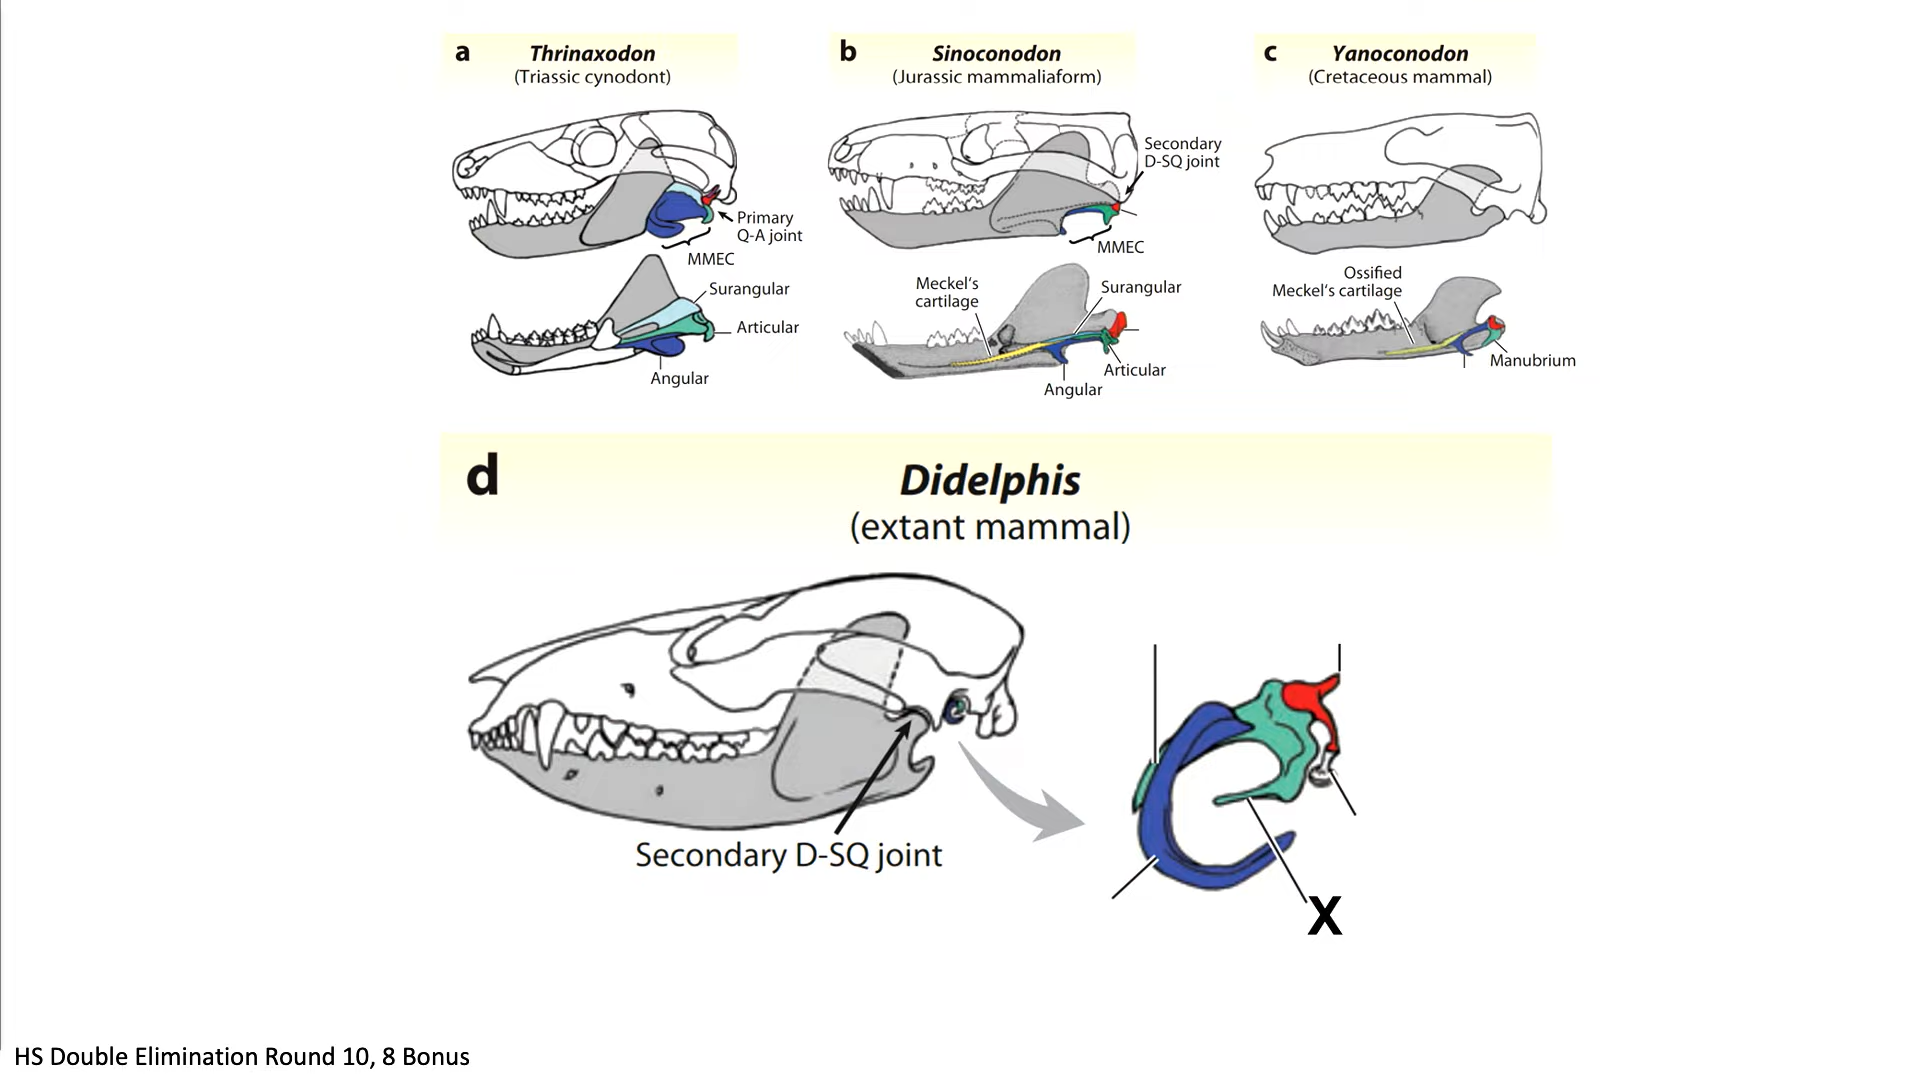 a Thrinaxodon
(Triassic cynodont)
b Sinoconodon
(Jurassic mammaliaform)
c Yanoconodon
(Cretaceous mammal)
Primary
Q-A joint
MMEC
Surangular
Articular
Angular
Secondary
D-SQ joint
MMEC
Meckel's
cartilage
Surangular
Articular
Angular
Ossified
Meckel's cartilage
Manubrium
d Didelphis
(extant mammal)
Secondary D-SQ joint
X
HS Double Elimination Round 10, 8 Bonus